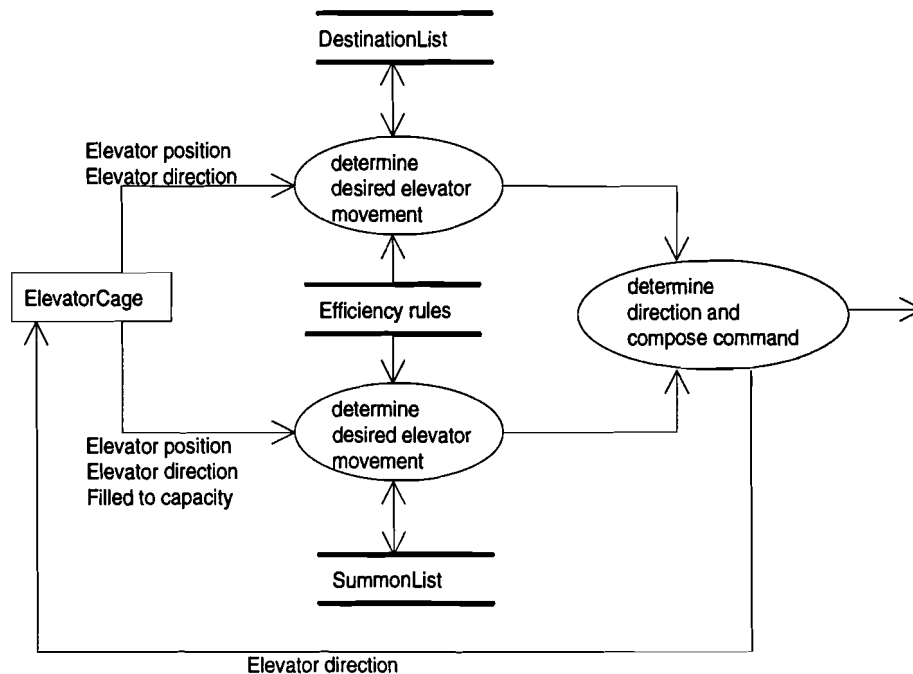 DestinationList
Elevator position
Elevator direction
determine
desired elevator
movement
ElevatorCage
Efficiency rules
determine
direction and
compose command
determine
desired elevator
movement
Elevator position
Elevator direction
Filled to capacity
SummonList
Elevator direction